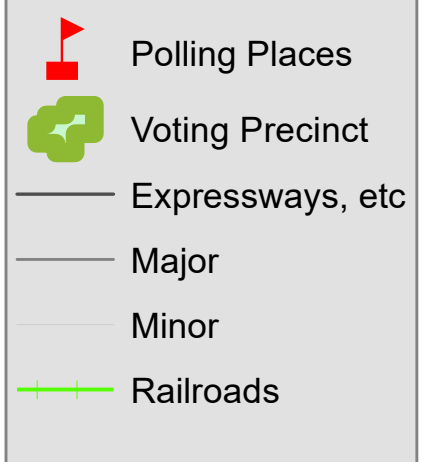 Polling Places
Voting Precinct
Expressways, etc
Major
Minor
Railroads